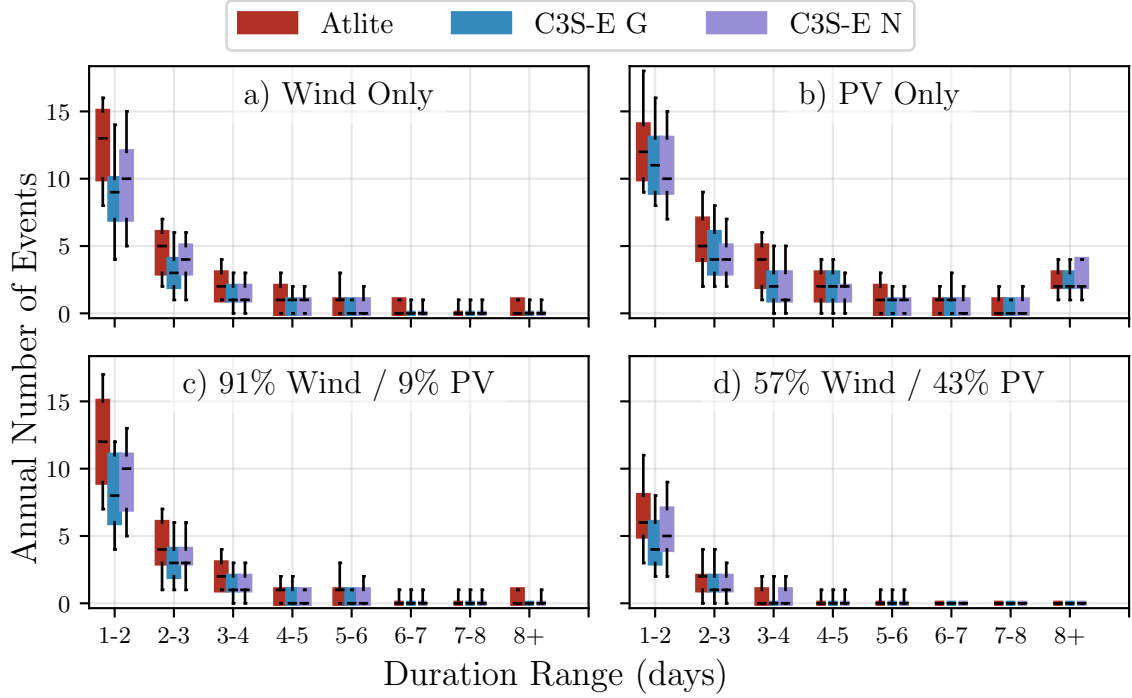 Atlite C3S-E G C3S-E N
a) Wind Only
b) PV Only
15
10
5
0
c) 91% Wind / 9% PV
d) 57% Wind / 43% PV
15
10
5
0
1-2 2-3 3-4 4-5 5-6 6-7 7-8 8+
1-2 2-3 3-4 4-5 5-6 6-7 7-8 8+
Annual Number of Events
Duration Range (days)